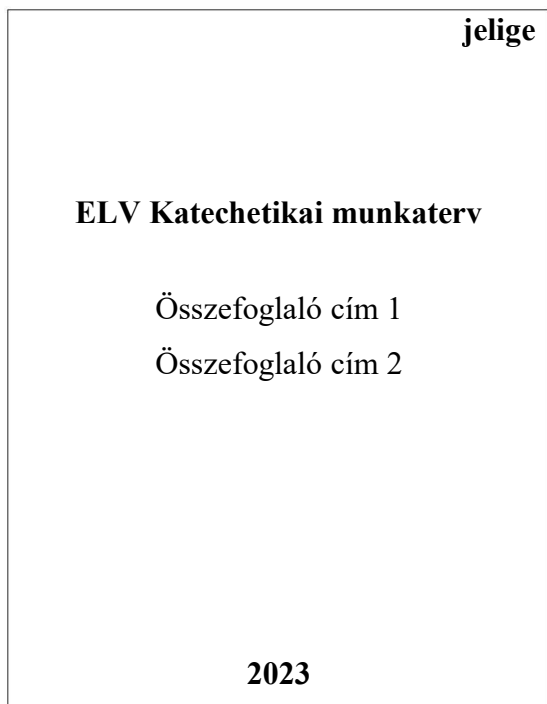 jelige
ELV Katechetikai munkaterv
Összefoglaló cím 1
Összefoglaló cím 2
2023